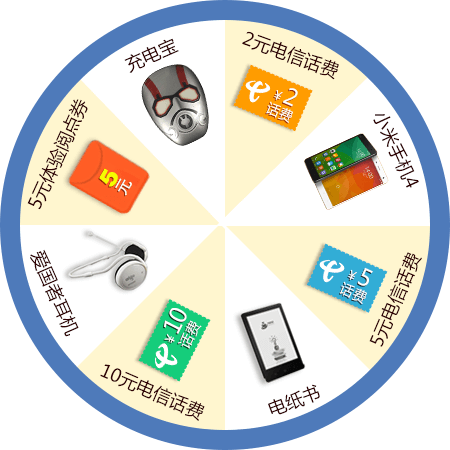 2元电信话费
¥2
话费
小米手机4
5元电信话费
¥5
话费
电纸书
10元电信话费
¥10
话费
爱国者耳机
5元体验阅点券
5元
充电宝